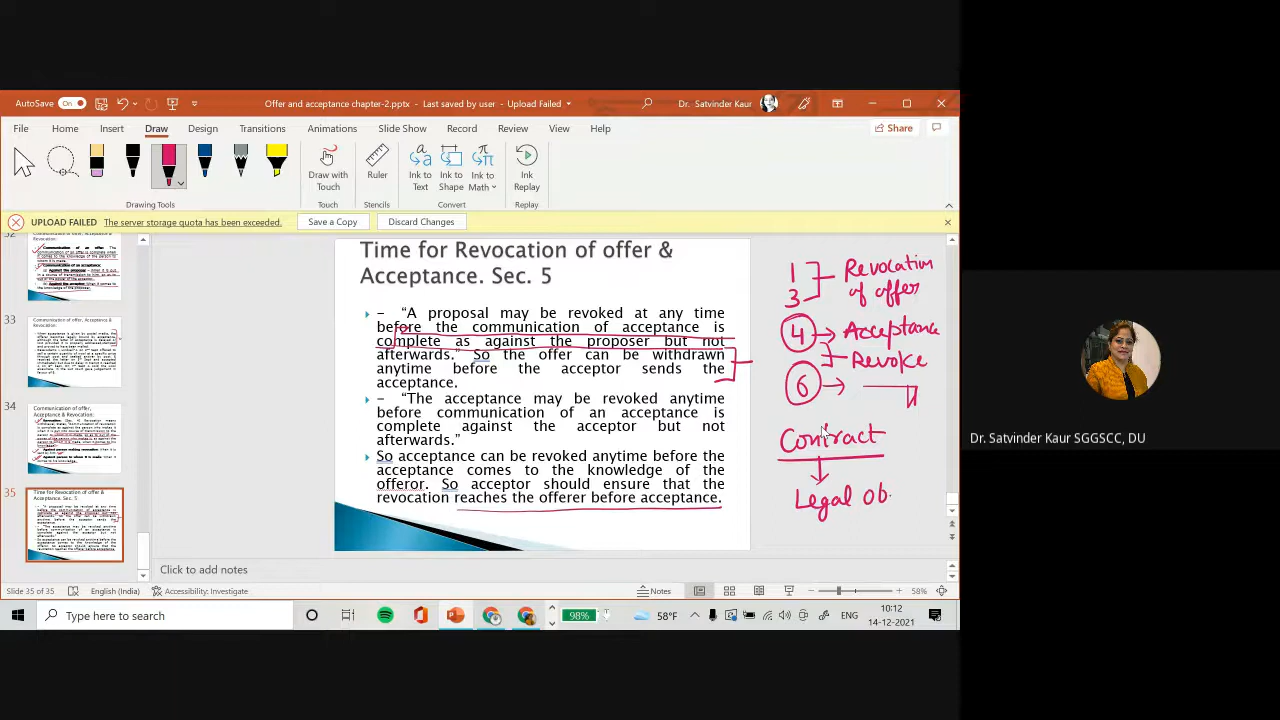 AutoSave On
Offer and acceptance chapter-2.pptx - Last saved by user - Upload Failed
Dr. Satvinder Kaur
File Home Insert Draw Design Transitions Animations Slide Show Record Review View Help
Share
Draw with Touch
Ruler
Ink to Text
Ink to Shape
Ink to Math
Ink Replay
Drawing Tools
Touch
Stencils
Convert
Replay
UPLOAD FAILED The server storage quota has been exceeded. Save a Copy Discard Changes
33
34
35
Time for Revocation of offer &
Acceptance. Sec. 5
– “A proposal may be revoked at any time
before the communication of acceptance is
complete as against the proposer but not
afterwards.” So the offer can be withdrawn
anytime before the acceptor sends the
acceptance.
– “The acceptance may be revoked anytime
before communication of an acceptance is
complete against the acceptor but not
afterwards.”
So acceptance can be revoked anytime before the
acceptance comes to the knowledge of the
offeror. So acceptor should ensure that the
revocation reaches the offerer before acceptance.
1
3
Revocation
of offer
4 Acceptance
Revoke
6
Contract
Legal ob.
Dr. Satvinder Kaur SGGSCC, DU
Click to add notes
Slide 35 of 35 English (India) Accessibility: Investigate Notes 58%
Type here to search
98%
58°F
ENG
10:12
14-12-2021